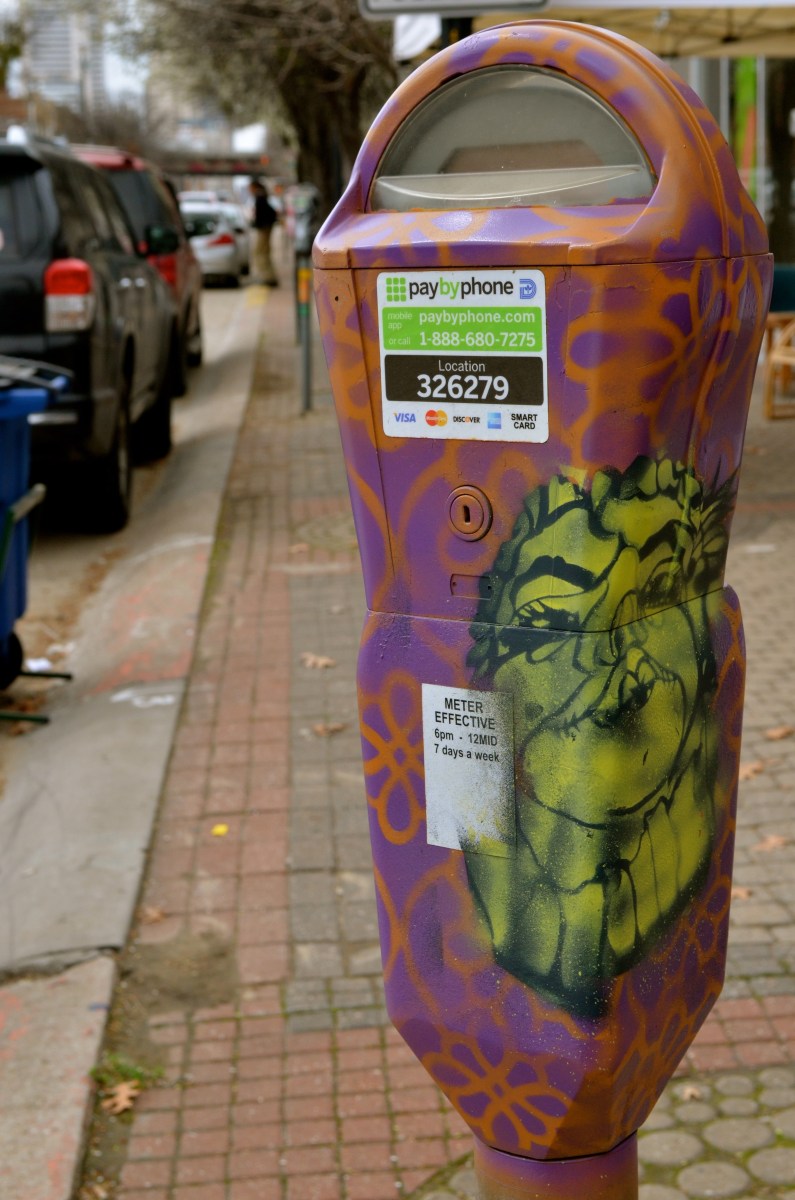 paybyphone
mobile app paybyphone.com
or call 1-888-680-7275
Location
326279
VISA MasterCard DISCOVER SMART CARD
METER
EFFECTIVE
6pm - 12MID
7 days a week